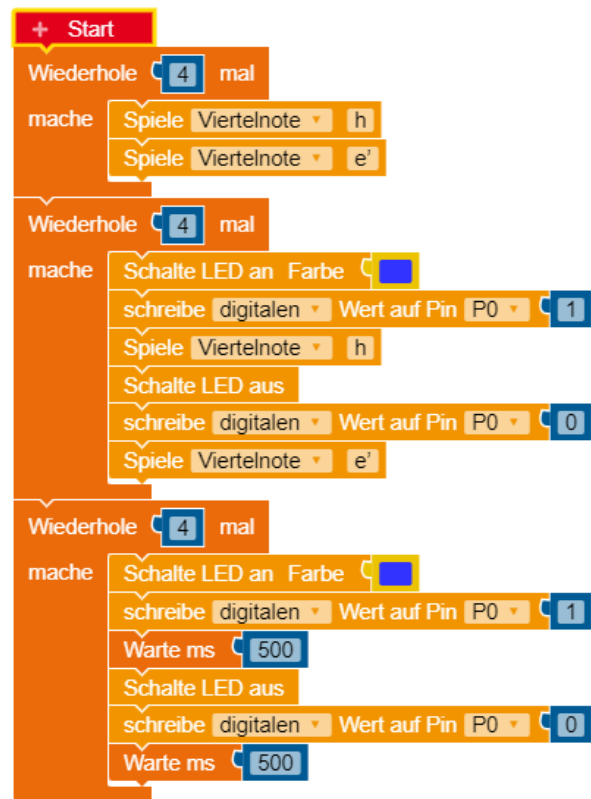 + Start
Wiederhole 4 mal
mache Spiele Viertelnote h
Spiele Viertelnote e'
Wiederhole 4 mal
mache Schalte LED an Farbe
schreibe digitalen Wert auf Pin P0 1
Spiele Viertelnote h
Schalte LED aus
schreibe digitalen Wert auf Pin P0 0
Spiele Viertelnote e'
Wiederhole 4 mal
mache Schalte LED an Farbe
schreibe digitalen Wert auf Pin P0 1
Warte ms 500
Schalte LED aus
schreibe digitalen Wert auf Pin P0 0
Warte ms 500